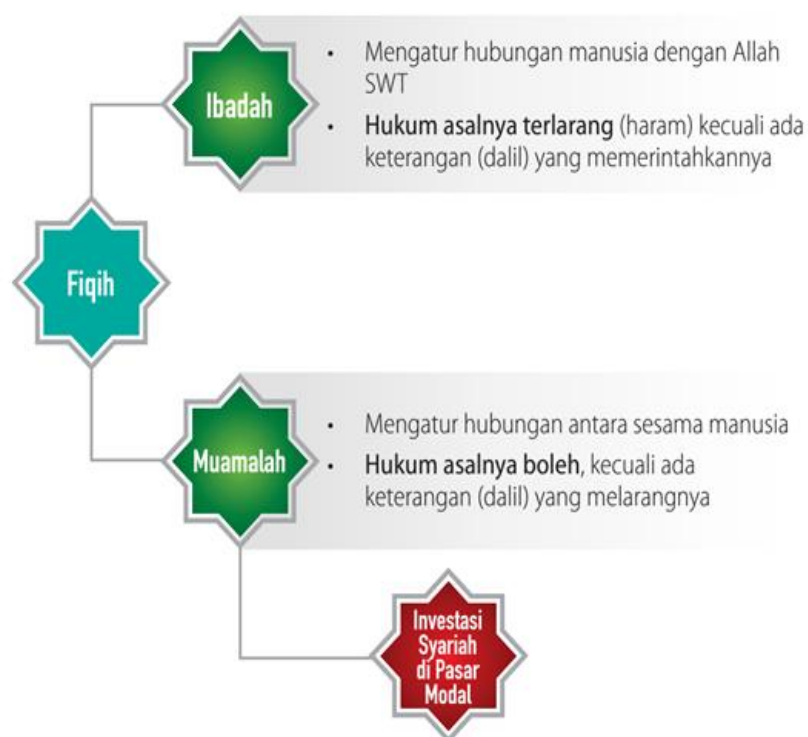 Ibadah
• Mengatur hubungan manusia dengan Allah
SWT
• Hukum asalnya terlarang (haram) kecuali ada
keterangan (dalil) yang memerintahkannya
Fiqih
Muamalah
• Mengatur hubungan antara sesama manusia
• Hukum asalnya boleh, kecuali ada
keterangan (dalil) yang melarangnya
Investasi
Syariah
di Pasar
Modal